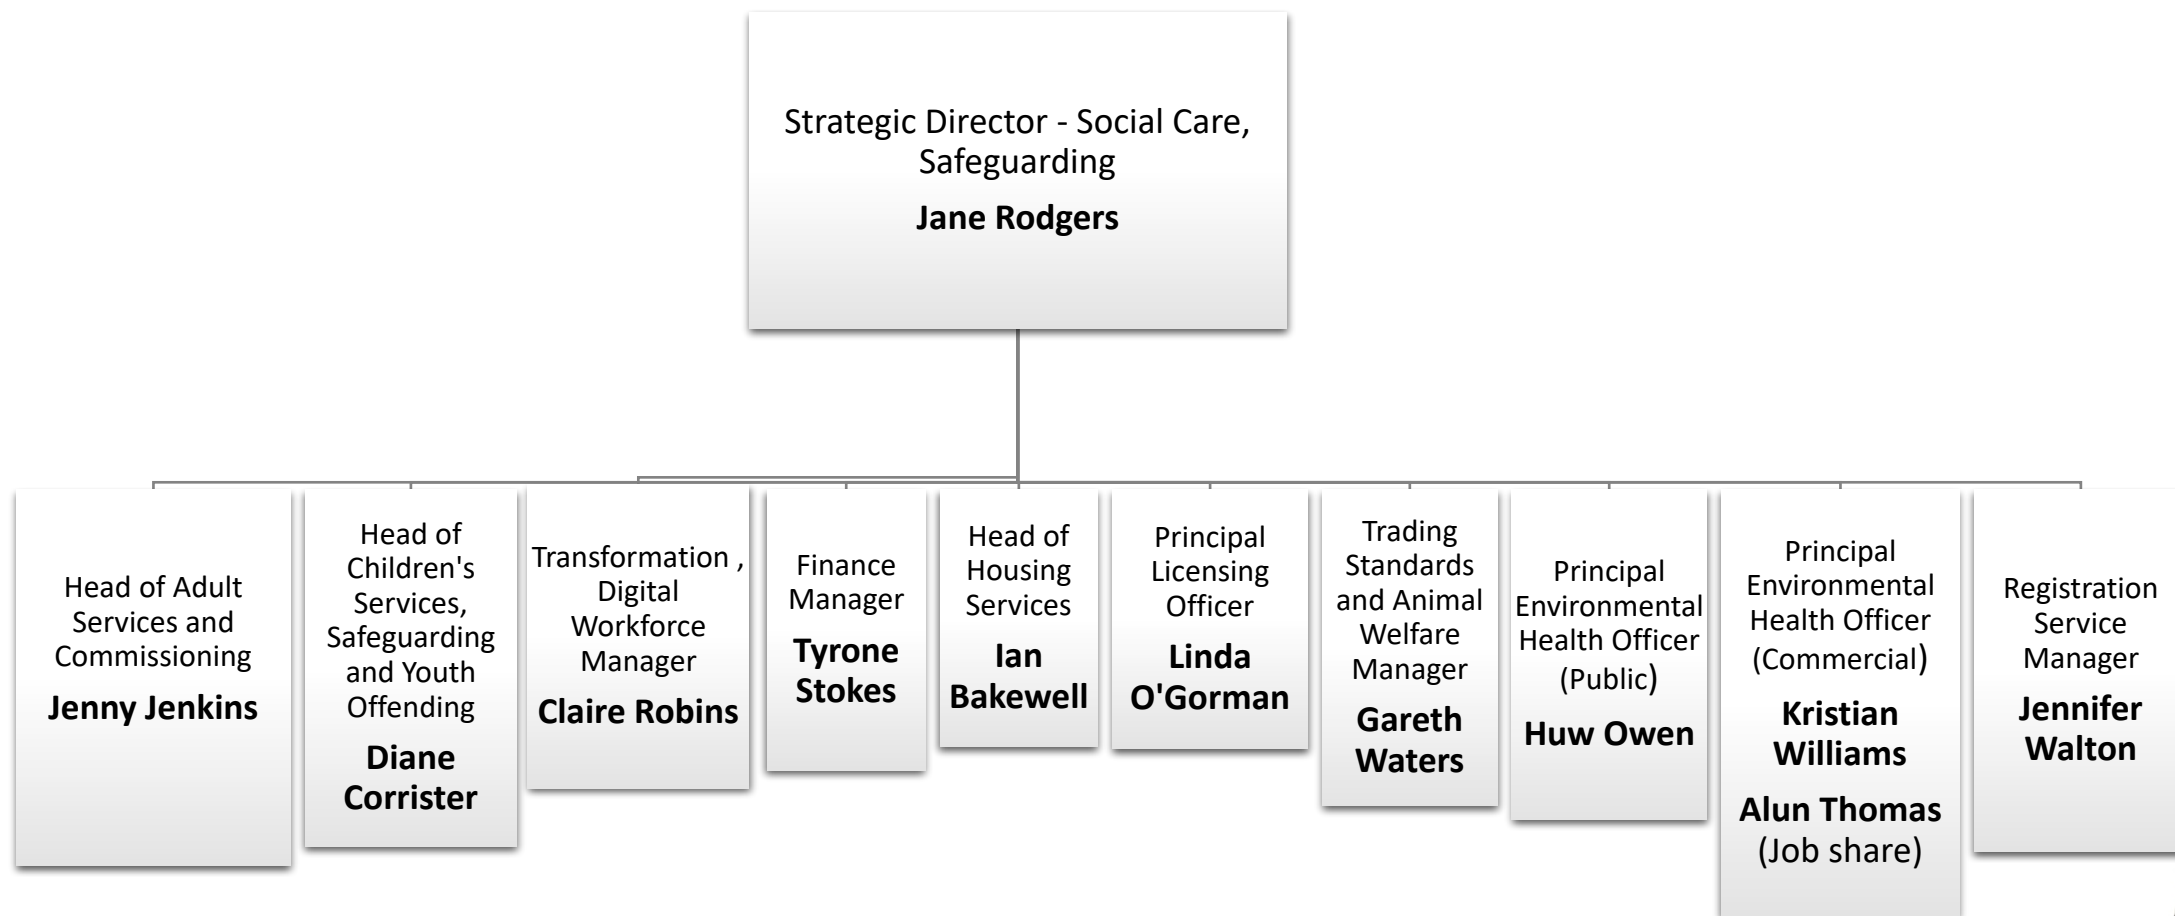 Strategic Director - Social Care,
Safeguarding
Jane Rodgers
Head of Adult
Services and
Commissioning
Jenny Jenkins
Head of
Children's
Services,
Safeguarding
and Youth
Offending
Diane
Corrister
Transformation ,
Digital
Workforce
Manager
Claire Robins
Finance
Manager
Tyrone
Stokes
Head of
Housing
Services
Ian
Bakewell
Principal
Licensing
Officer
Linda
O'Gorman
Trading
Standards
and Animal
Welfare
Manager
Gareth
Waters
Principal
Environmental
Health Officer
(Public)
Huw Owen
Principal
Environmental
Health Officer
(Commercial)
Kristian
Williams
Alun Thomas
(Job share)
Registration
Service
Manager
Jennifer
Walton